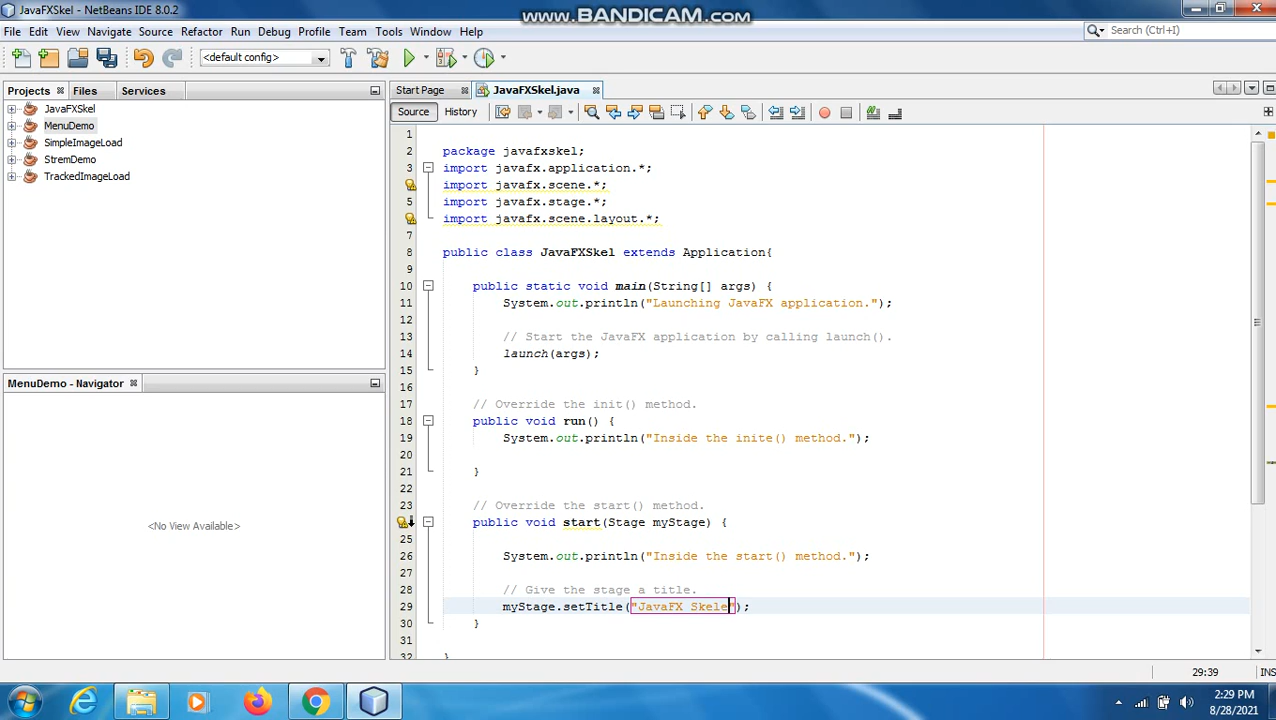 JavaFXSkel - NetBeans IDE 8.0.2
www.BANDICAM.com
File Edit View Navigate Source Refactor Run Debug Profile Team Tools Window Help
Search (Ctrl+I)
<default config>
Projects Files Services
Start Page JavaFXSkel.java
Source History
JavaFXSkel
MenuDemo
SimpleImageLoad
StremDemo
TrackedImageLoad
MenuDemo - Navigator
<No View Available>
1
2 package javafxskel;
3 import javafx.application.*;
import javafx.scene.*;
5 import javafx.stage.*;
import javafx.scene.layout.*;
7
8 public class JavaFXSkel extends Application{
9
10 public static void main(String[] args) {
11 System.out.println("Launching JavaFX application.");
12
13 // Start the JavaFX application by calling launch().
14 launch(args);
15 }
16
17 // Override the init() method.
18 public void run() {
19 System.out.println("Inside the inite() method.");
20
21 }
22
23 // Override the start() method.
public void start(Stage myStage) {
25
26 System.out.println("Inside the start() method.");
27
28 // Give the stage a title.
29 myStage.setTitle("JavaFX Skele");
30 }
31
32 }
29:39 INS
2:29 PM
8/28/2021